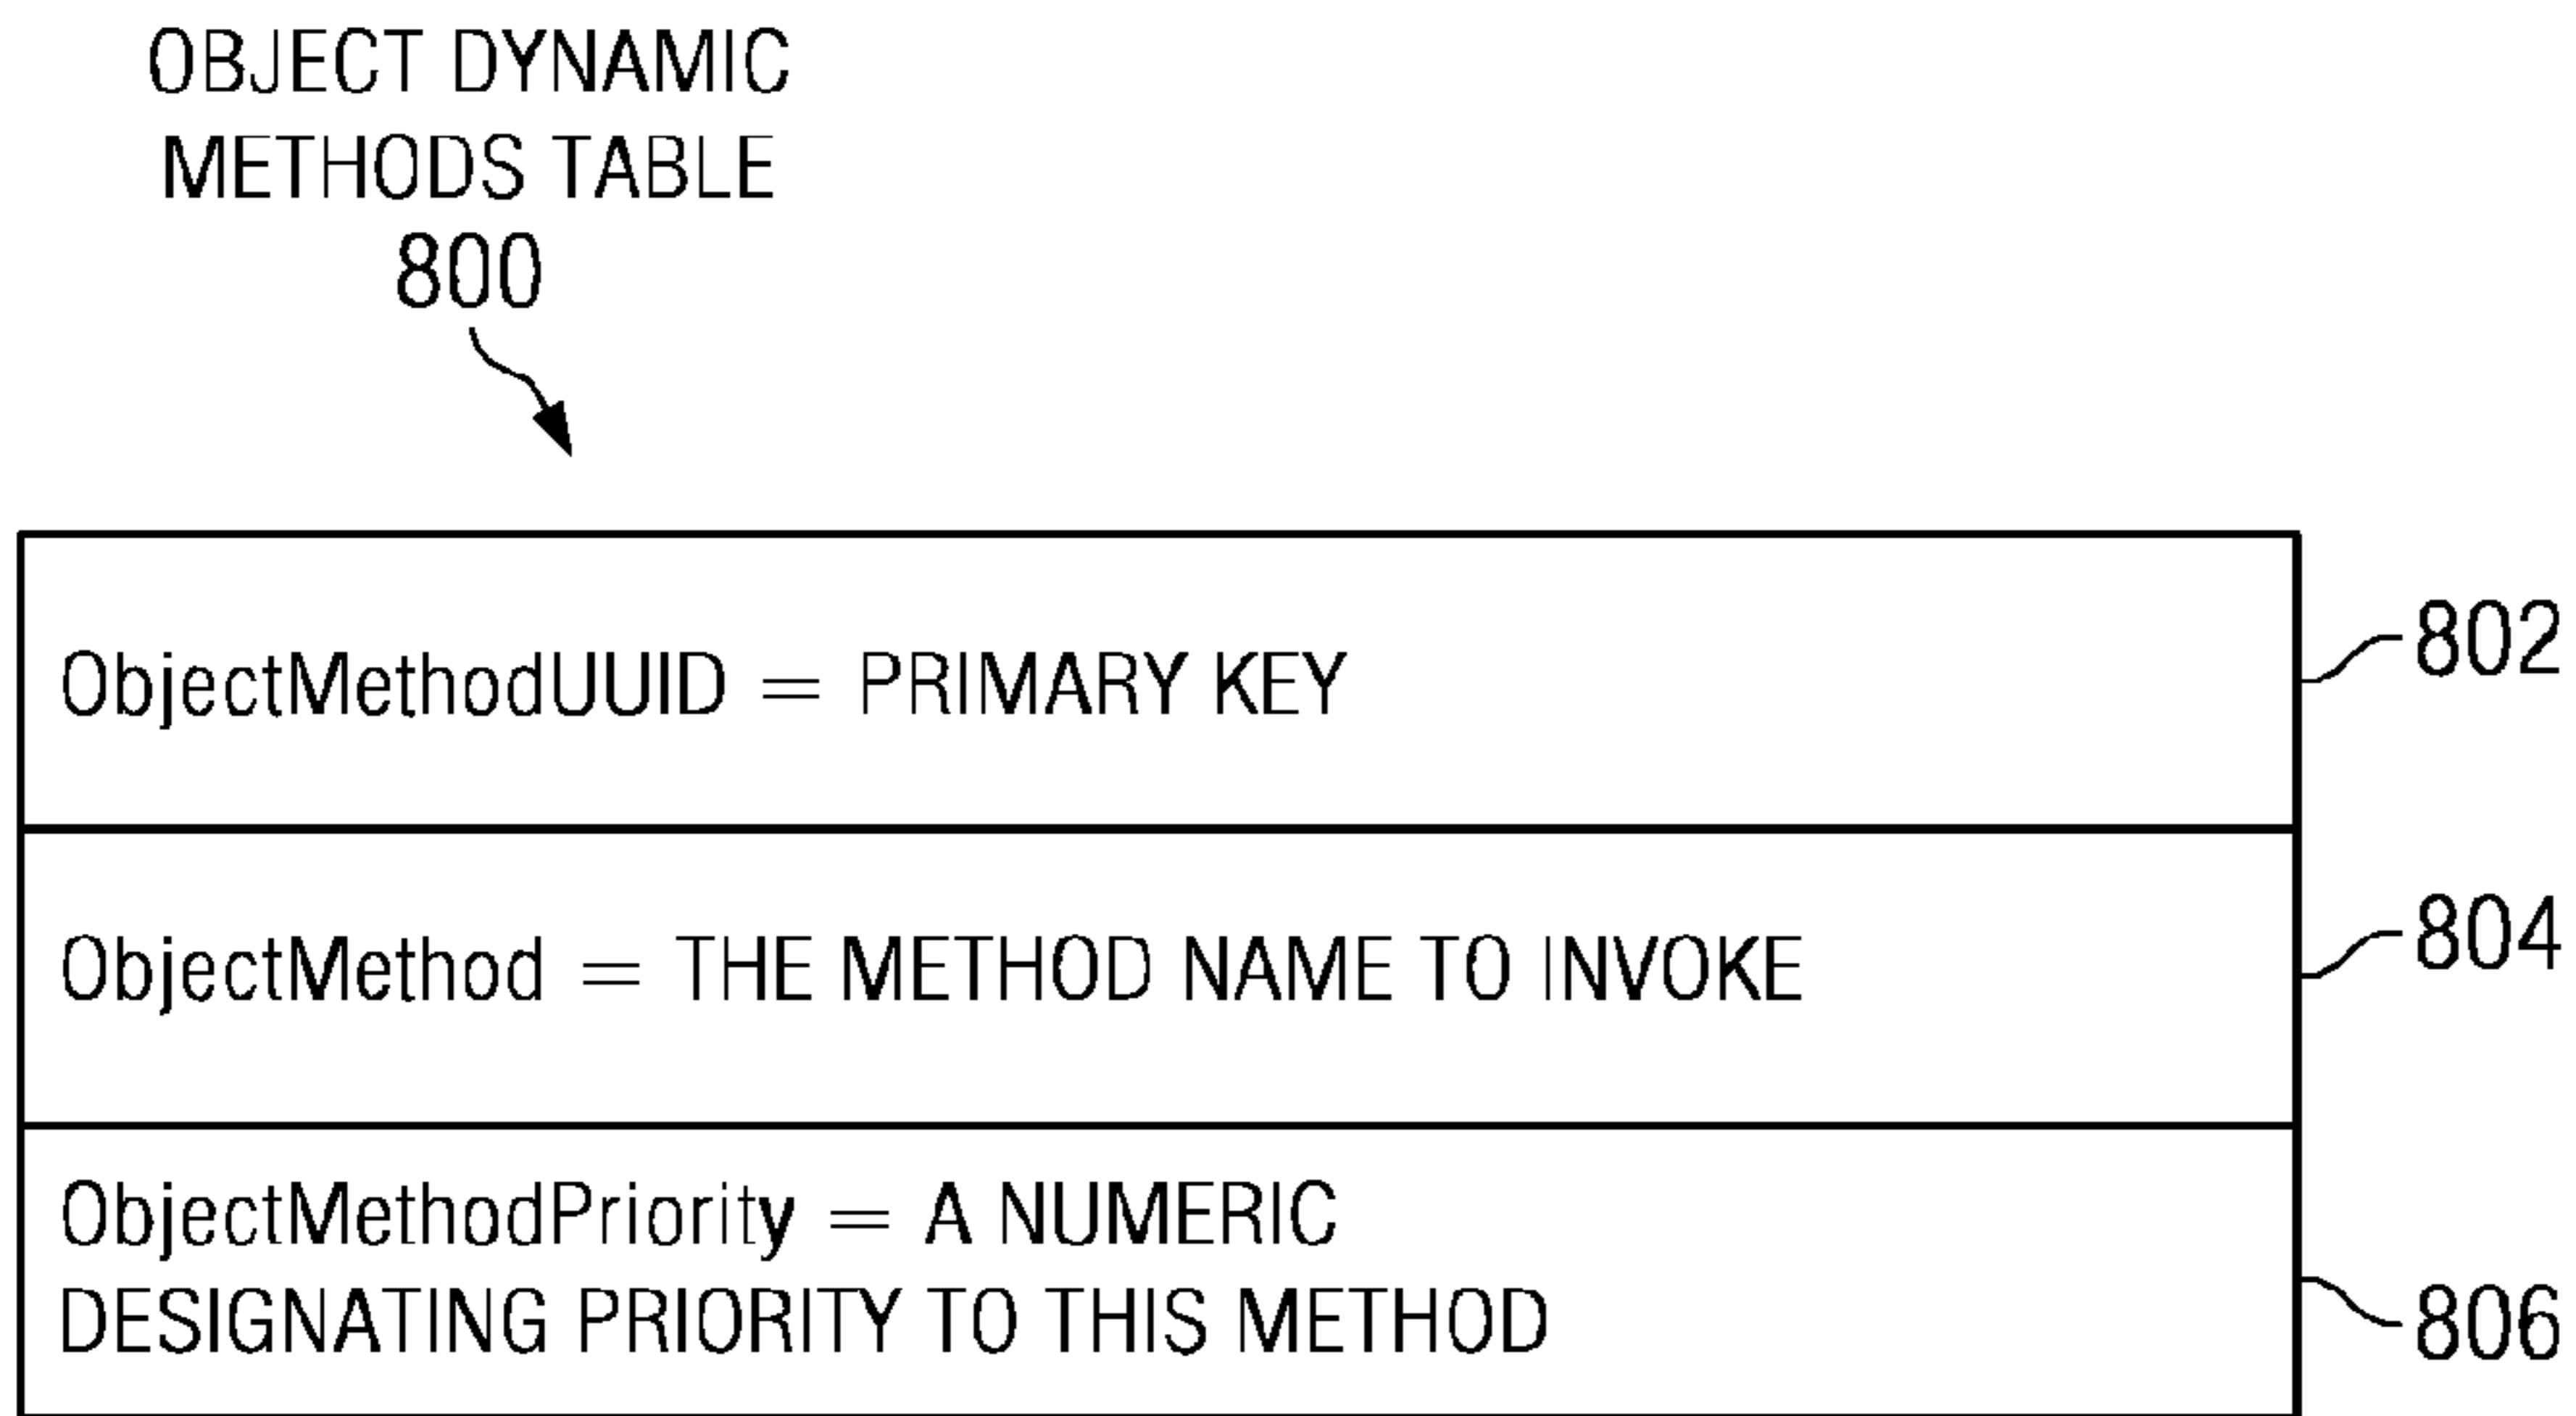 OBJECT DYNAMIC
METHODS TABLE
800
ObjectMethodUUID = PRIMARY KEY
802
ObjectMethod = THE METHOD NAME TO INVOKE
804
ObjectMethodPriority = A NUMERIC
DESIGNATING PRIORITY TO THIS METHOD
806